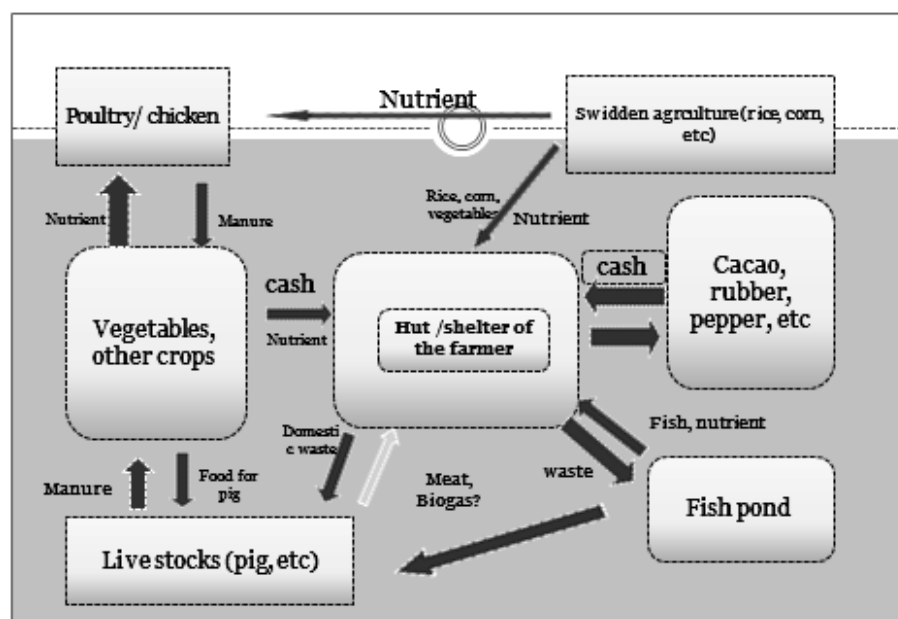 Nutrient
Poultry/ chicken
Swidden agrculture(rice, corn,
etc)
Nutrient
Manure
Rice, corn,
vegetables
Nutrient
cash
Cacao,
rubber,
pepper, etc
cash
Nutrient
Vegetables,
other crops
Hut /shelter of
the farmer
Domesti
c waste
Fish, nutrient
waste
Meat,
Biogas?
Manure
Food for
pig
Fish pond
Live stocks (pig, etc)